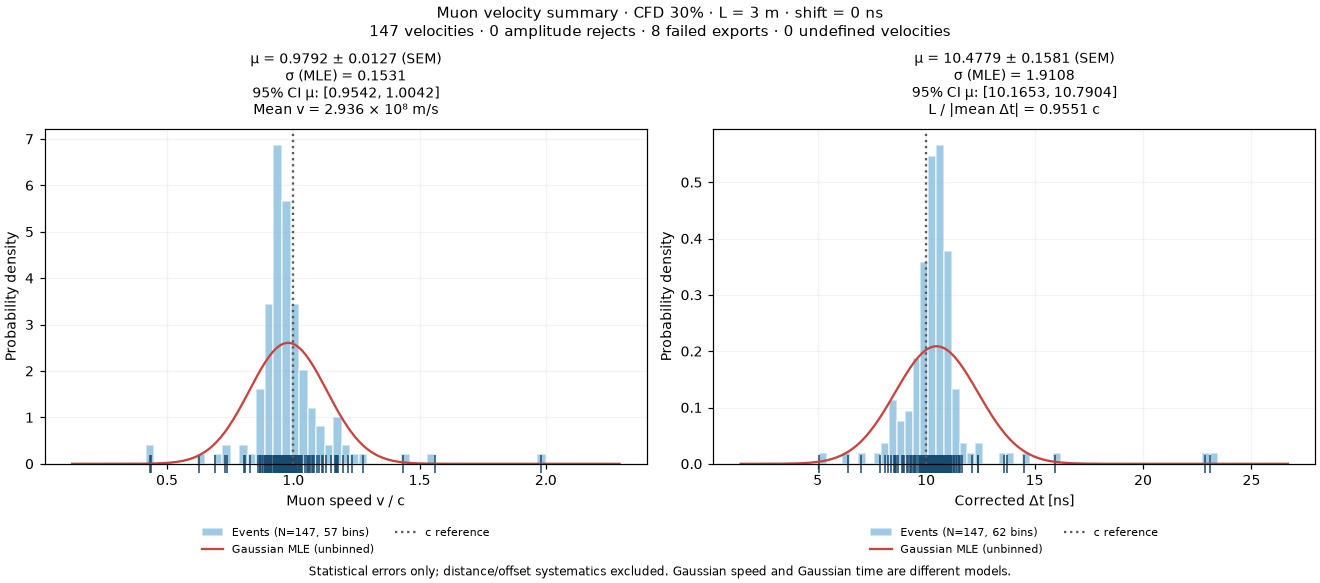 Muon velocity summary · CFD 30% · L = 3 m · shift = 0 ns
147 velocities · 0 amplitude rejects · 8 failed exports · 0 undefined velocities
μ = 0.9792 ± 0.0127 (SEM)
σ (MLE) = 0.1531
95% CI μ: [0.9542, 1.0042]
Mean v = 2.936 × 10⁸ m/s
7
6
5
4
3
2
1
0
Probability density
0.5
1.0
1.5
2.0
Muon speed v / c
Events (N=147, 57 bins)
c reference
Gaussian MLE (unbinned)
μ = 10.4779 ± 0.1581 (SEM)
σ (MLE) = 1.9108
95% CI μ: [10.1653, 10.7904]
L / |mean Δt| = 0.9551 c
0.5
0.4
0.3
0.2
0.1
0.0
Probability density
5
10
15
20
25
Corrected Δt [ns]
Events (N=147, 62 bins)
c reference
Gaussian MLE (unbinned)
Statistical errors only; distance/offset systematics excluded. Gaussian speed and Gaussian time are different models.